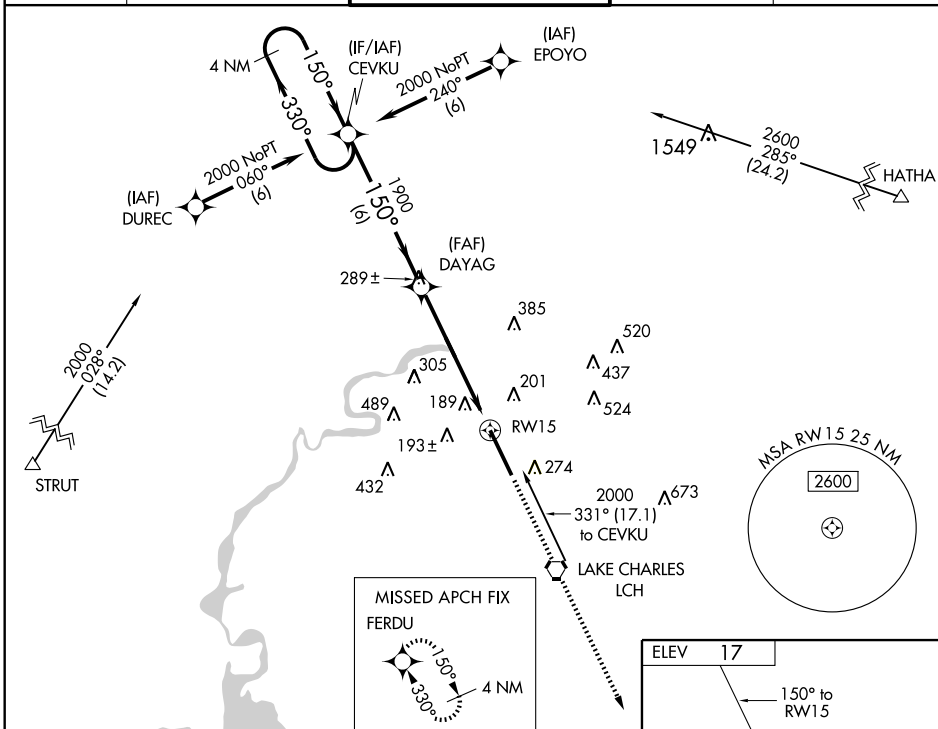 (IF/IAF)
CEVKU
(IAF)
EPOYO
4 NM
150°
330°
2000 NoPT
240°
(6)
1549
2600
285°
(24.2)
HATHA
2000 NoPT
060°
(6)
(IAF)
DUREC
1900
150°
(6)
(FAF)
DAYAG
289±
385
520
437
524
2000
028°
(14.2)
STRUT
305
489
189
201
193±
432
RW15
274
673
2000
331° (17.1)
to CEVKU
MSA RW15 25 NM
2600
LAKE CHARLES
LCH
MISSED APCH FIX
FERDU
150°
330°
4 NM
ELEV 17
150° to
RW15